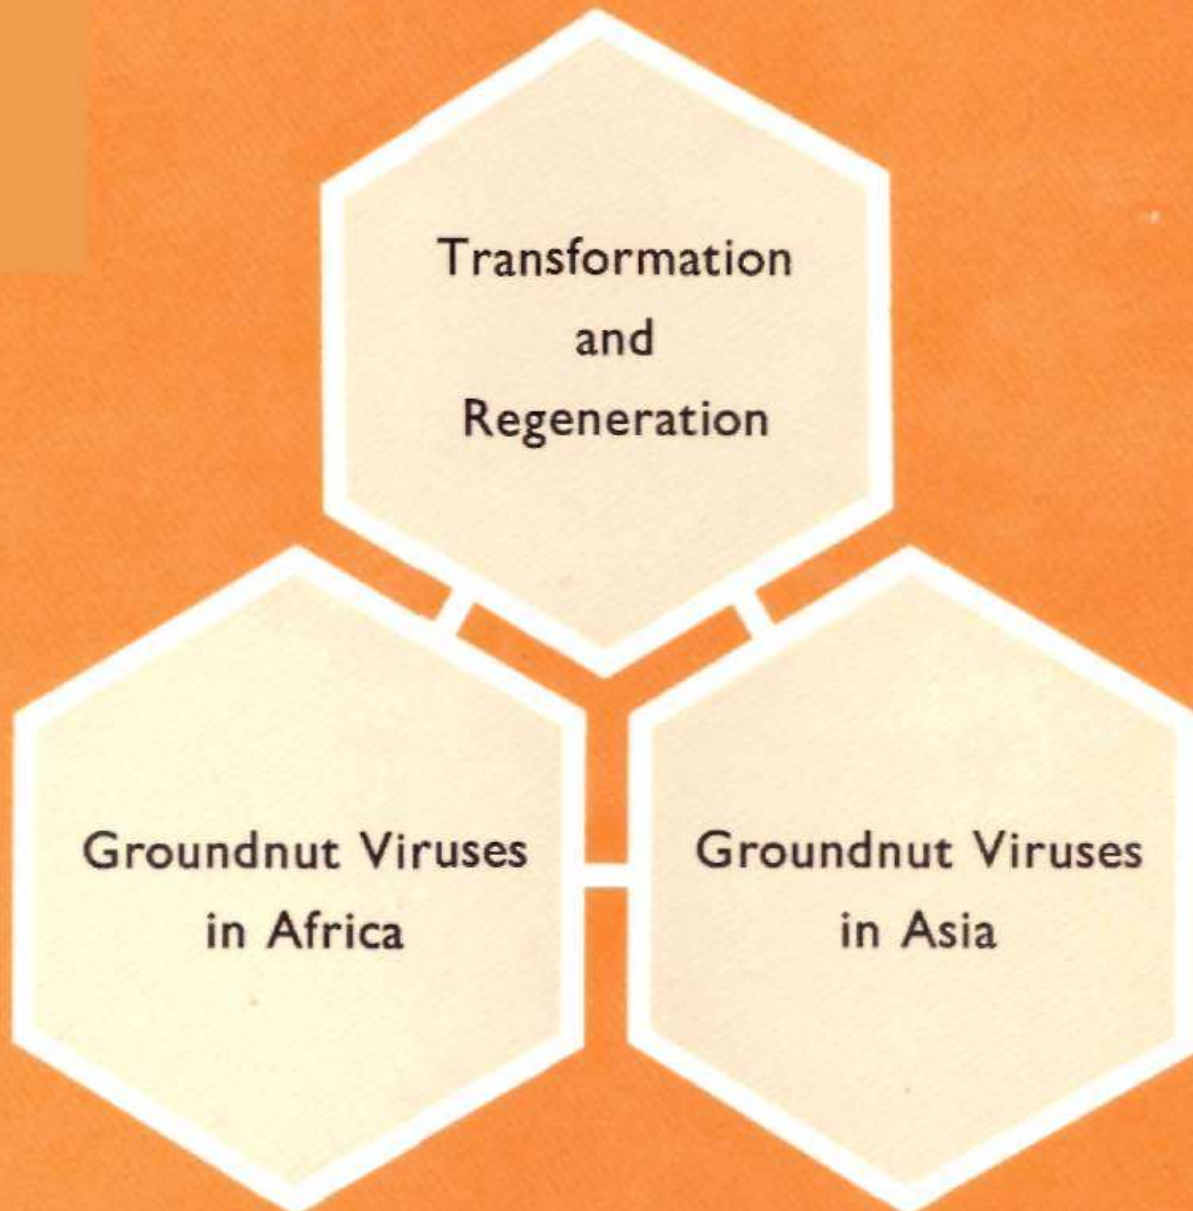 Transformation
and
Regeneration
Groundnut Viruses
in Africa
Groundnut Viruses
in Asia